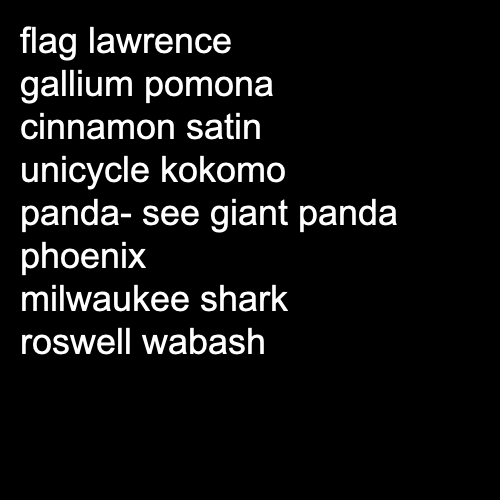 flag lawrence
gallium pomona
cinnamon satin
unicycle kokomo
panda- see giant panda
phoenix
milwaukee shark
roswell wabash